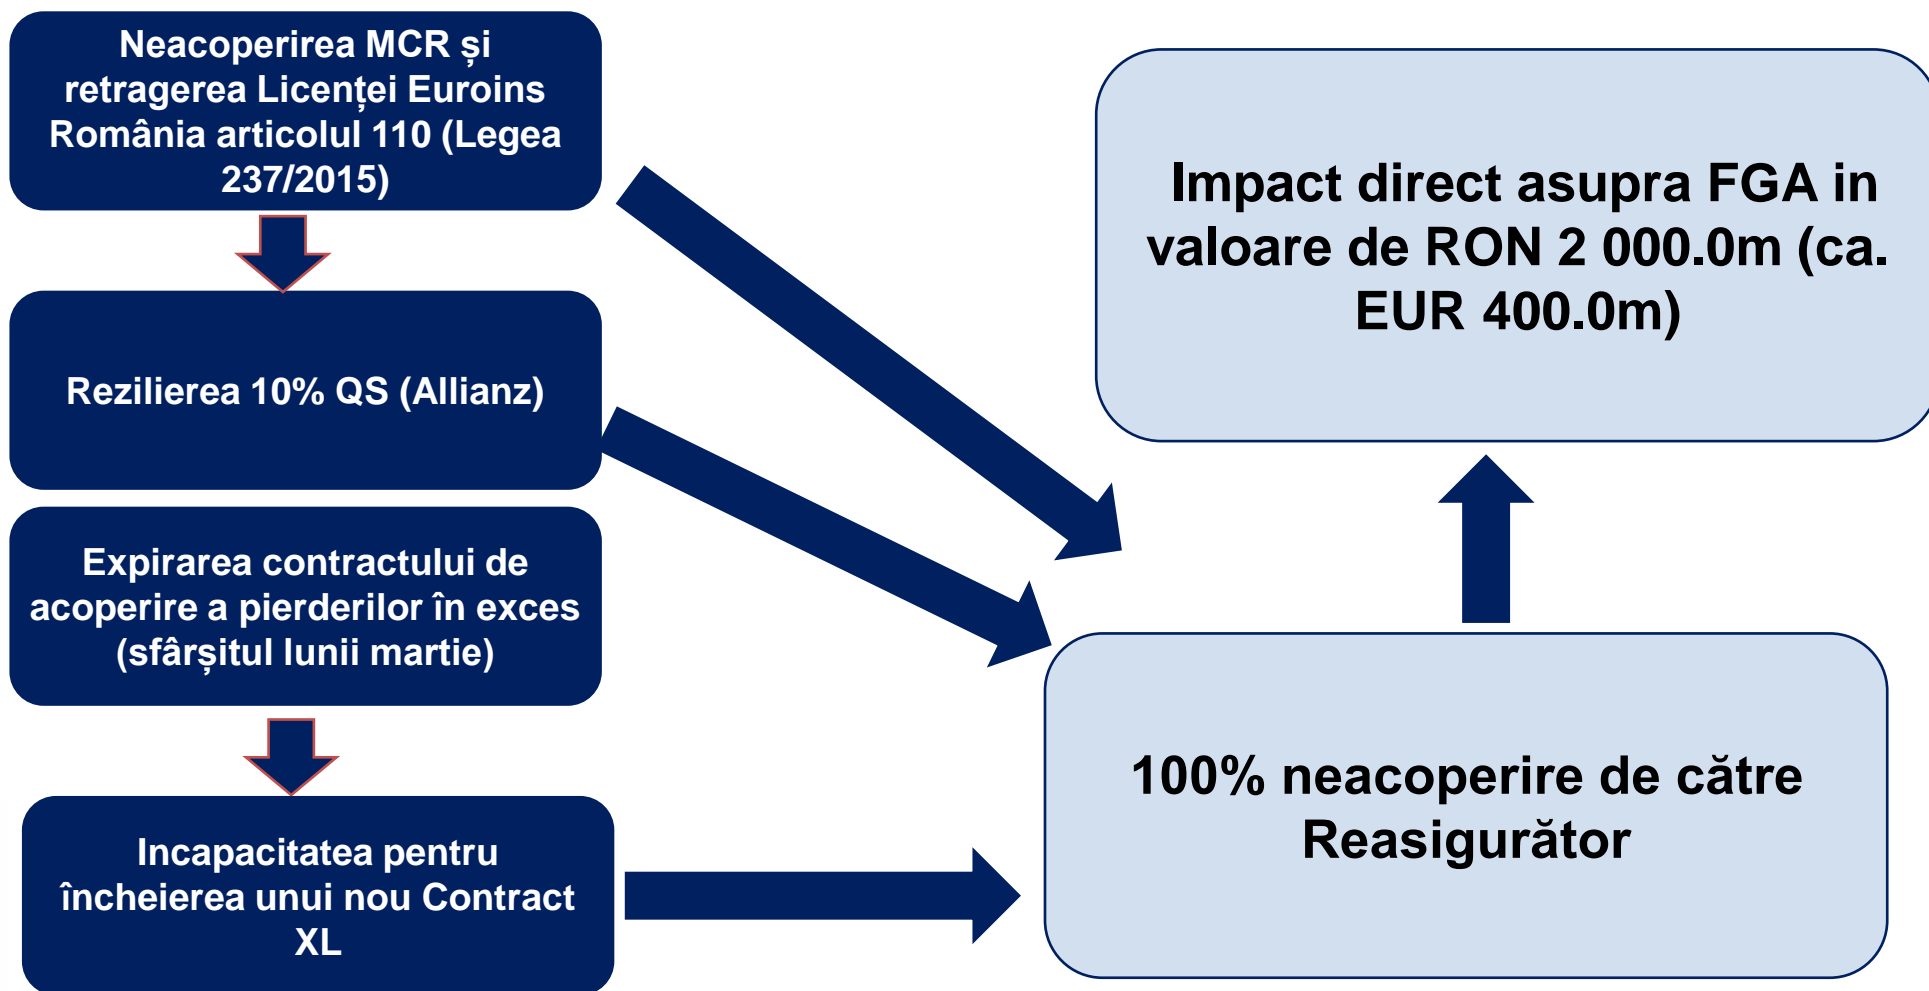 Neacoperirea MCR și
retragerea Licenței Euroins
România articolul 110 (Legea
237/2015)
Rezilierea 10% QS (Allianz)
Expirarea contractului de
acoperire a pierderilor în exces
(sfârșitul lunii martie)
Incapacitatea pentru
încheierea unui nou Contract
XL
Impact direct asupra FGA in
valoare de RON 2 000.0m (ca.
EUR 400.0m)
100% neacoperire de către
Reasigurător